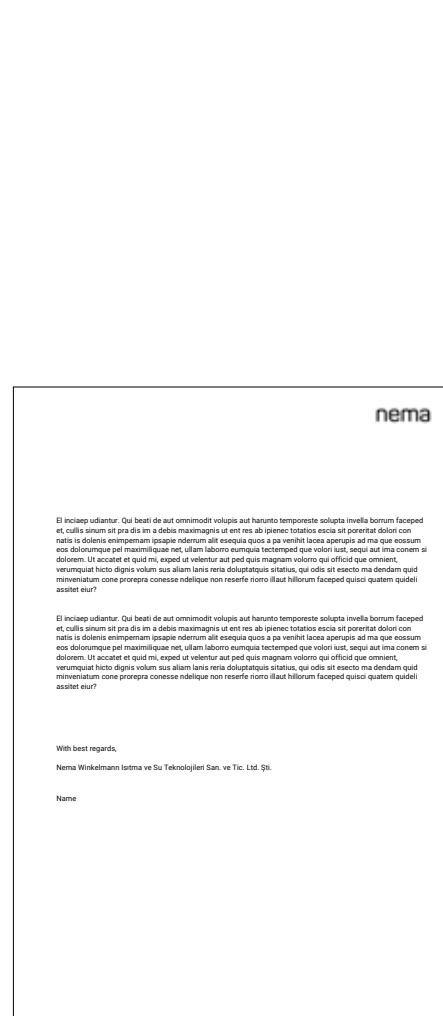 nema
El inciaep udiantur. Qui beati de aut omnimodit volupis aut harunto temporeste solupta invella borrum faceped
et, cullis sinum sit pra dis im a debis maximagnis ut ent res ab ipienec totatios escia sit poreritat dolori con
natis is dolenis enimpernam ipsapie nderrum alit esequia quos a pa venihit lacea aperupis ad ma que eossum
eos dolorumque pel maximiliquae net, ullam laborro eumquia tectemped que volori iust, sequi aut ima conem si
dolorem. Ut accatet et quid mi, exped ut velentur aut ped quis magnam volorro qui officid que omnient,
verumquiat hicto dignis volum sus aliam lanis reria doluptatquis sitatius, qui odis sit esecto ma dendam quid
minveniatum cone prorepra conesse ndelique non reserfe riorro illaut hillorum faceped quisci quatem quideli
assitet eiur?
El inciaep udiantur. Qui beati de aut omnimodit volupis aut harunto temporeste solupta invella borrum faceped
et, cullis sinum sit pra dis im a debis maximagnis ut ent res ab ipienec totatios escia sit poreritat dolori con
natis is dolenis enimpernam ipsapie nderrum alit esequia quos a pa venihit lacea aperupis ad ma que eossum
eos dolorumque pel maximiliquae net, ullam laborro eumquia tectemped que volori iust, sequi aut ima conem si
dolorem. Ut accatet et quid mi, exped ut velentur aut ped quis magnam volorro qui officid que omnient,
verumquiat hicto dignis volum sus aliam lanis reria doluptatquis sitatius, qui odis sit esecto ma dendam quid
minveniatum cone prorepra conesse ndelique non reserfe riorro illaut hillorum faceped quisci quatem quideli
assitet eiur?
With best regards,
Nema Winkelmann Isıtma ve Su Teknolojileri San. ve Tic. Ltd. Şti.
Name